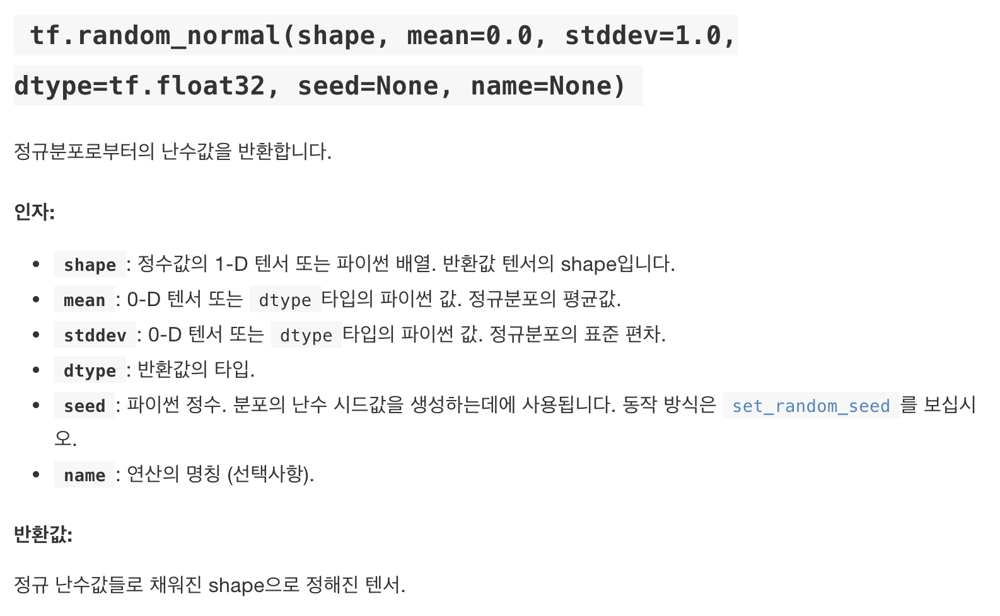 tf.random_normal(shape, mean=0.0, stddev=1.0,
dtype=tf.float32, seed=None, name=None)
정규분포로부터의 난수값을 반환합니다.
인자:
• shape : 정수값의 1-D 텐서 또는 파이썬 배열. 반환값 텐서의 shape입니다.
• mean : 0-D 텐서 또는 dtype 타입의 파이썬 값. 정규분포의 평균값.
• stddev : 0-D 텐서 또는 dtype 타입의 파이썬 값. 정규분포의 표준 편차.
• dtype : 반환값의 타입.
• seed : 파이썬 정수. 분포의 난수 시드값을 생성하는데에 사용됩니다. 동작 방식은 set_random_seed 를 보십시
오.
• name : 연산의 명칭 (선택사항).
반환값:
정규 난수값들로 채워진 shape으로 정해진 텐서.